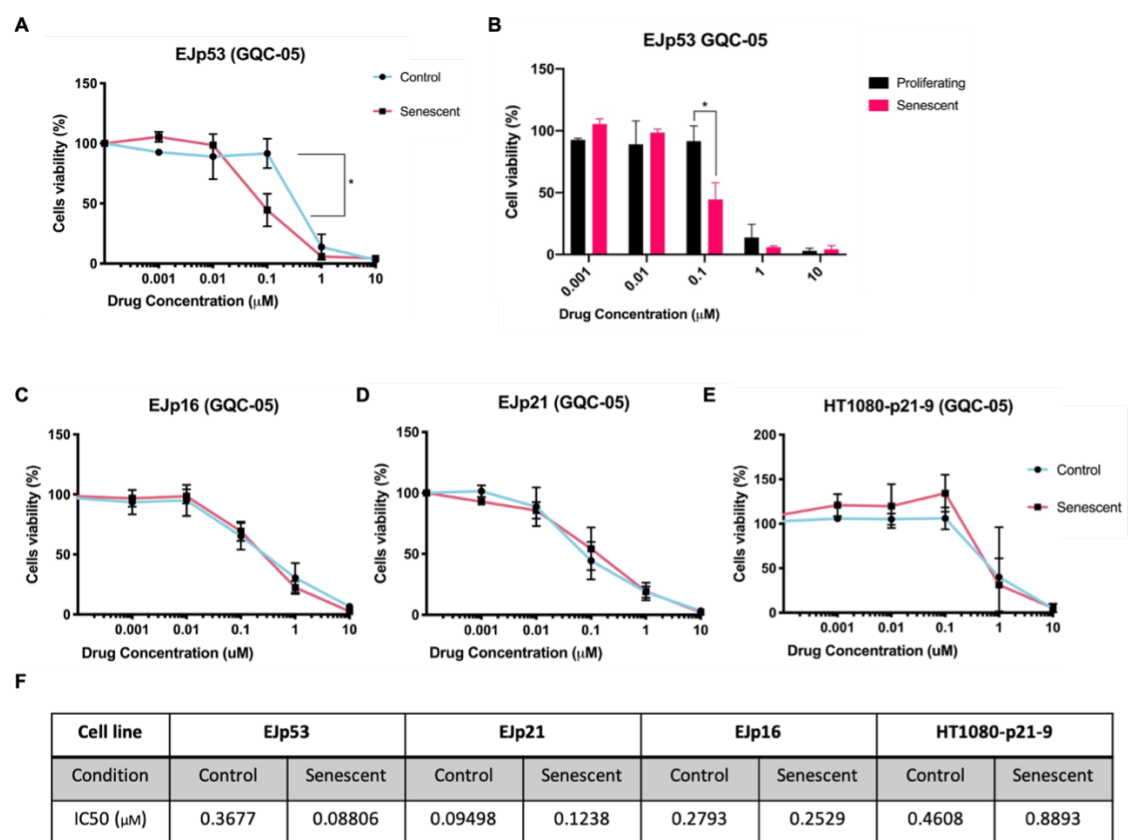 A
EJp53 (GQC-05)
Control
Senescent
Cells viability (%)
150
100
50
0
0.001 0.01 0.1 1 10
Drug Concentration (μM)
*
B
EJp53 GQC-05
Proliferating
Senescent
Cell viability (%)
150
100
50
0
0.001 0.01 0.1 1 10
Drug Concentration (μM)
*
C
EJp16 (GQC-05)
Cells viability (%)
150
100
50
0
0.001 0.01 0.1 1 10
Drug Concentration (uM)
D
EJp21 (GQC-05)
Cells viability (%)
150
100
50
0
0.001 0.01 0.1 1 10
Drug Concentration (μM)
E
HT1080-p21-9 (GQC-05)
Control
Senescent
Cells viability (%)
200
150
100
50
0
0.001 0.01 0.1 1 10
Drug Concentration (uM)
F
Cell line EJp53 EJp21 EJp16 HT1080-p21-9
Condition Control Senescent Control Senescent Control Senescent Control Senescent
IC50 (μM) 0.3677 0.08806 0.09498 0.1238 0.2793 0.2529 0.4608 0.8893